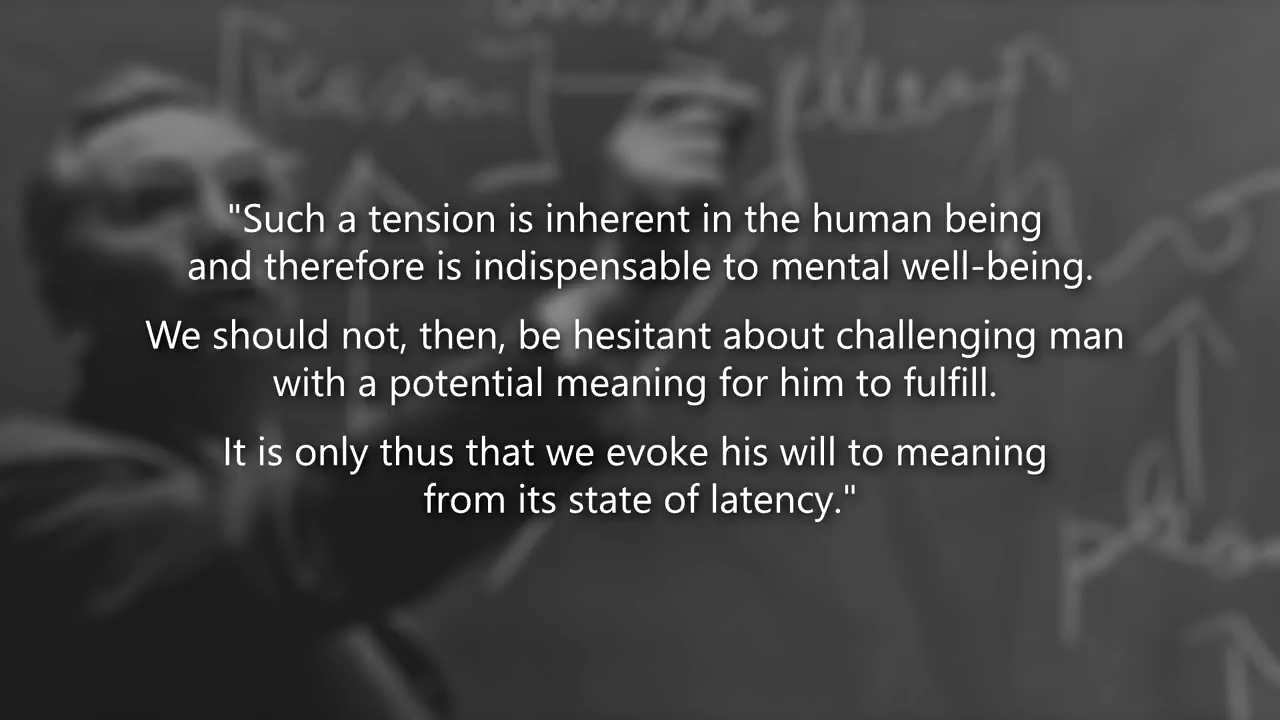 "Such a tension is inherent in the human being
and therefore is indispensable to mental well-being.
We should not, then, be hesitant about challenging man
with a potential meaning for him to fulfill.
It is only thus that we evoke his will to meaning
from its state of latency."